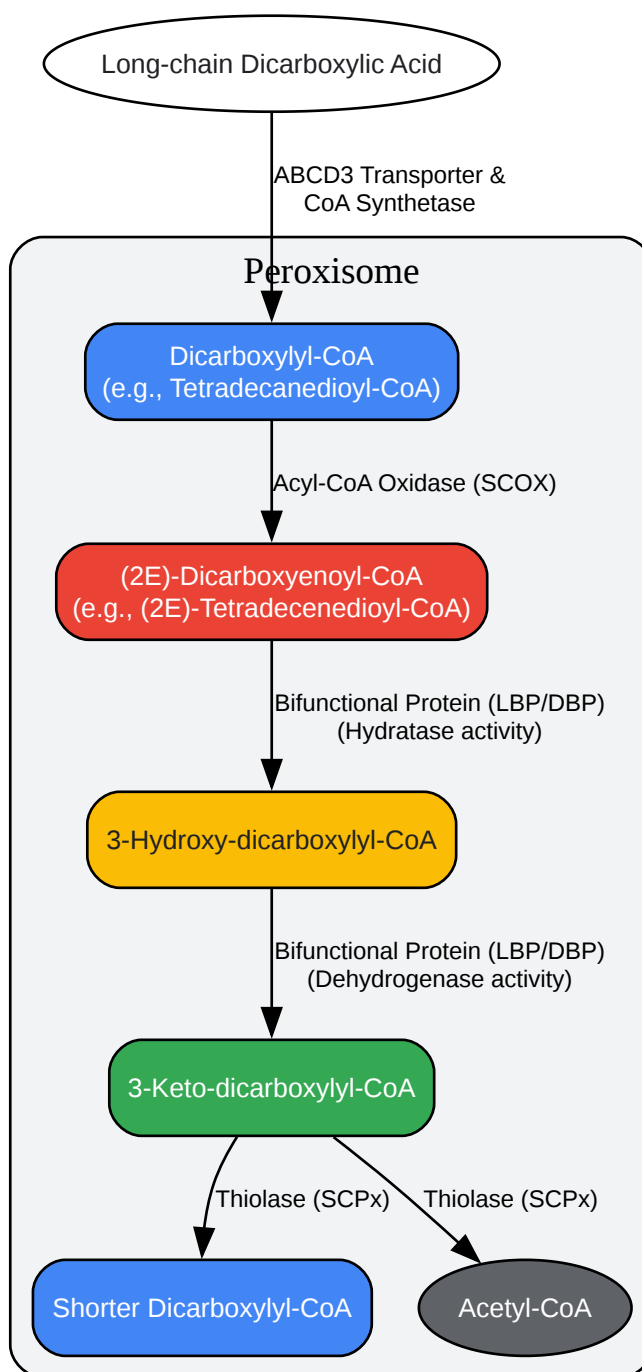 Long-chain Dicarboxylic Acid
ABCD3 Transporter &
CoA Synthetase
Peroxisome
Dicarboxylyl-CoA
(e.g., Tetradecanedioyl-CoA)
Acyl-CoA Oxidase (SCOX)
(2E)-Dicarboxyenoyl-CoA
(e.g., (2E)-Tetradecenedioyl-CoA)
Bifunctional Protein (LBP/DBP)
(Hydratase activity)
3-Hydroxy-dicarboxylyl-CoA
Bifunctional Protein (LBP/DBP)
(Dehydrogenase activity)
3-Keto-dicarboxylyl-CoA
Thiolase (SCPx)
Thiolase (SCPx)
Shorter Dicarboxylyl-CoA
Acetyl-CoA